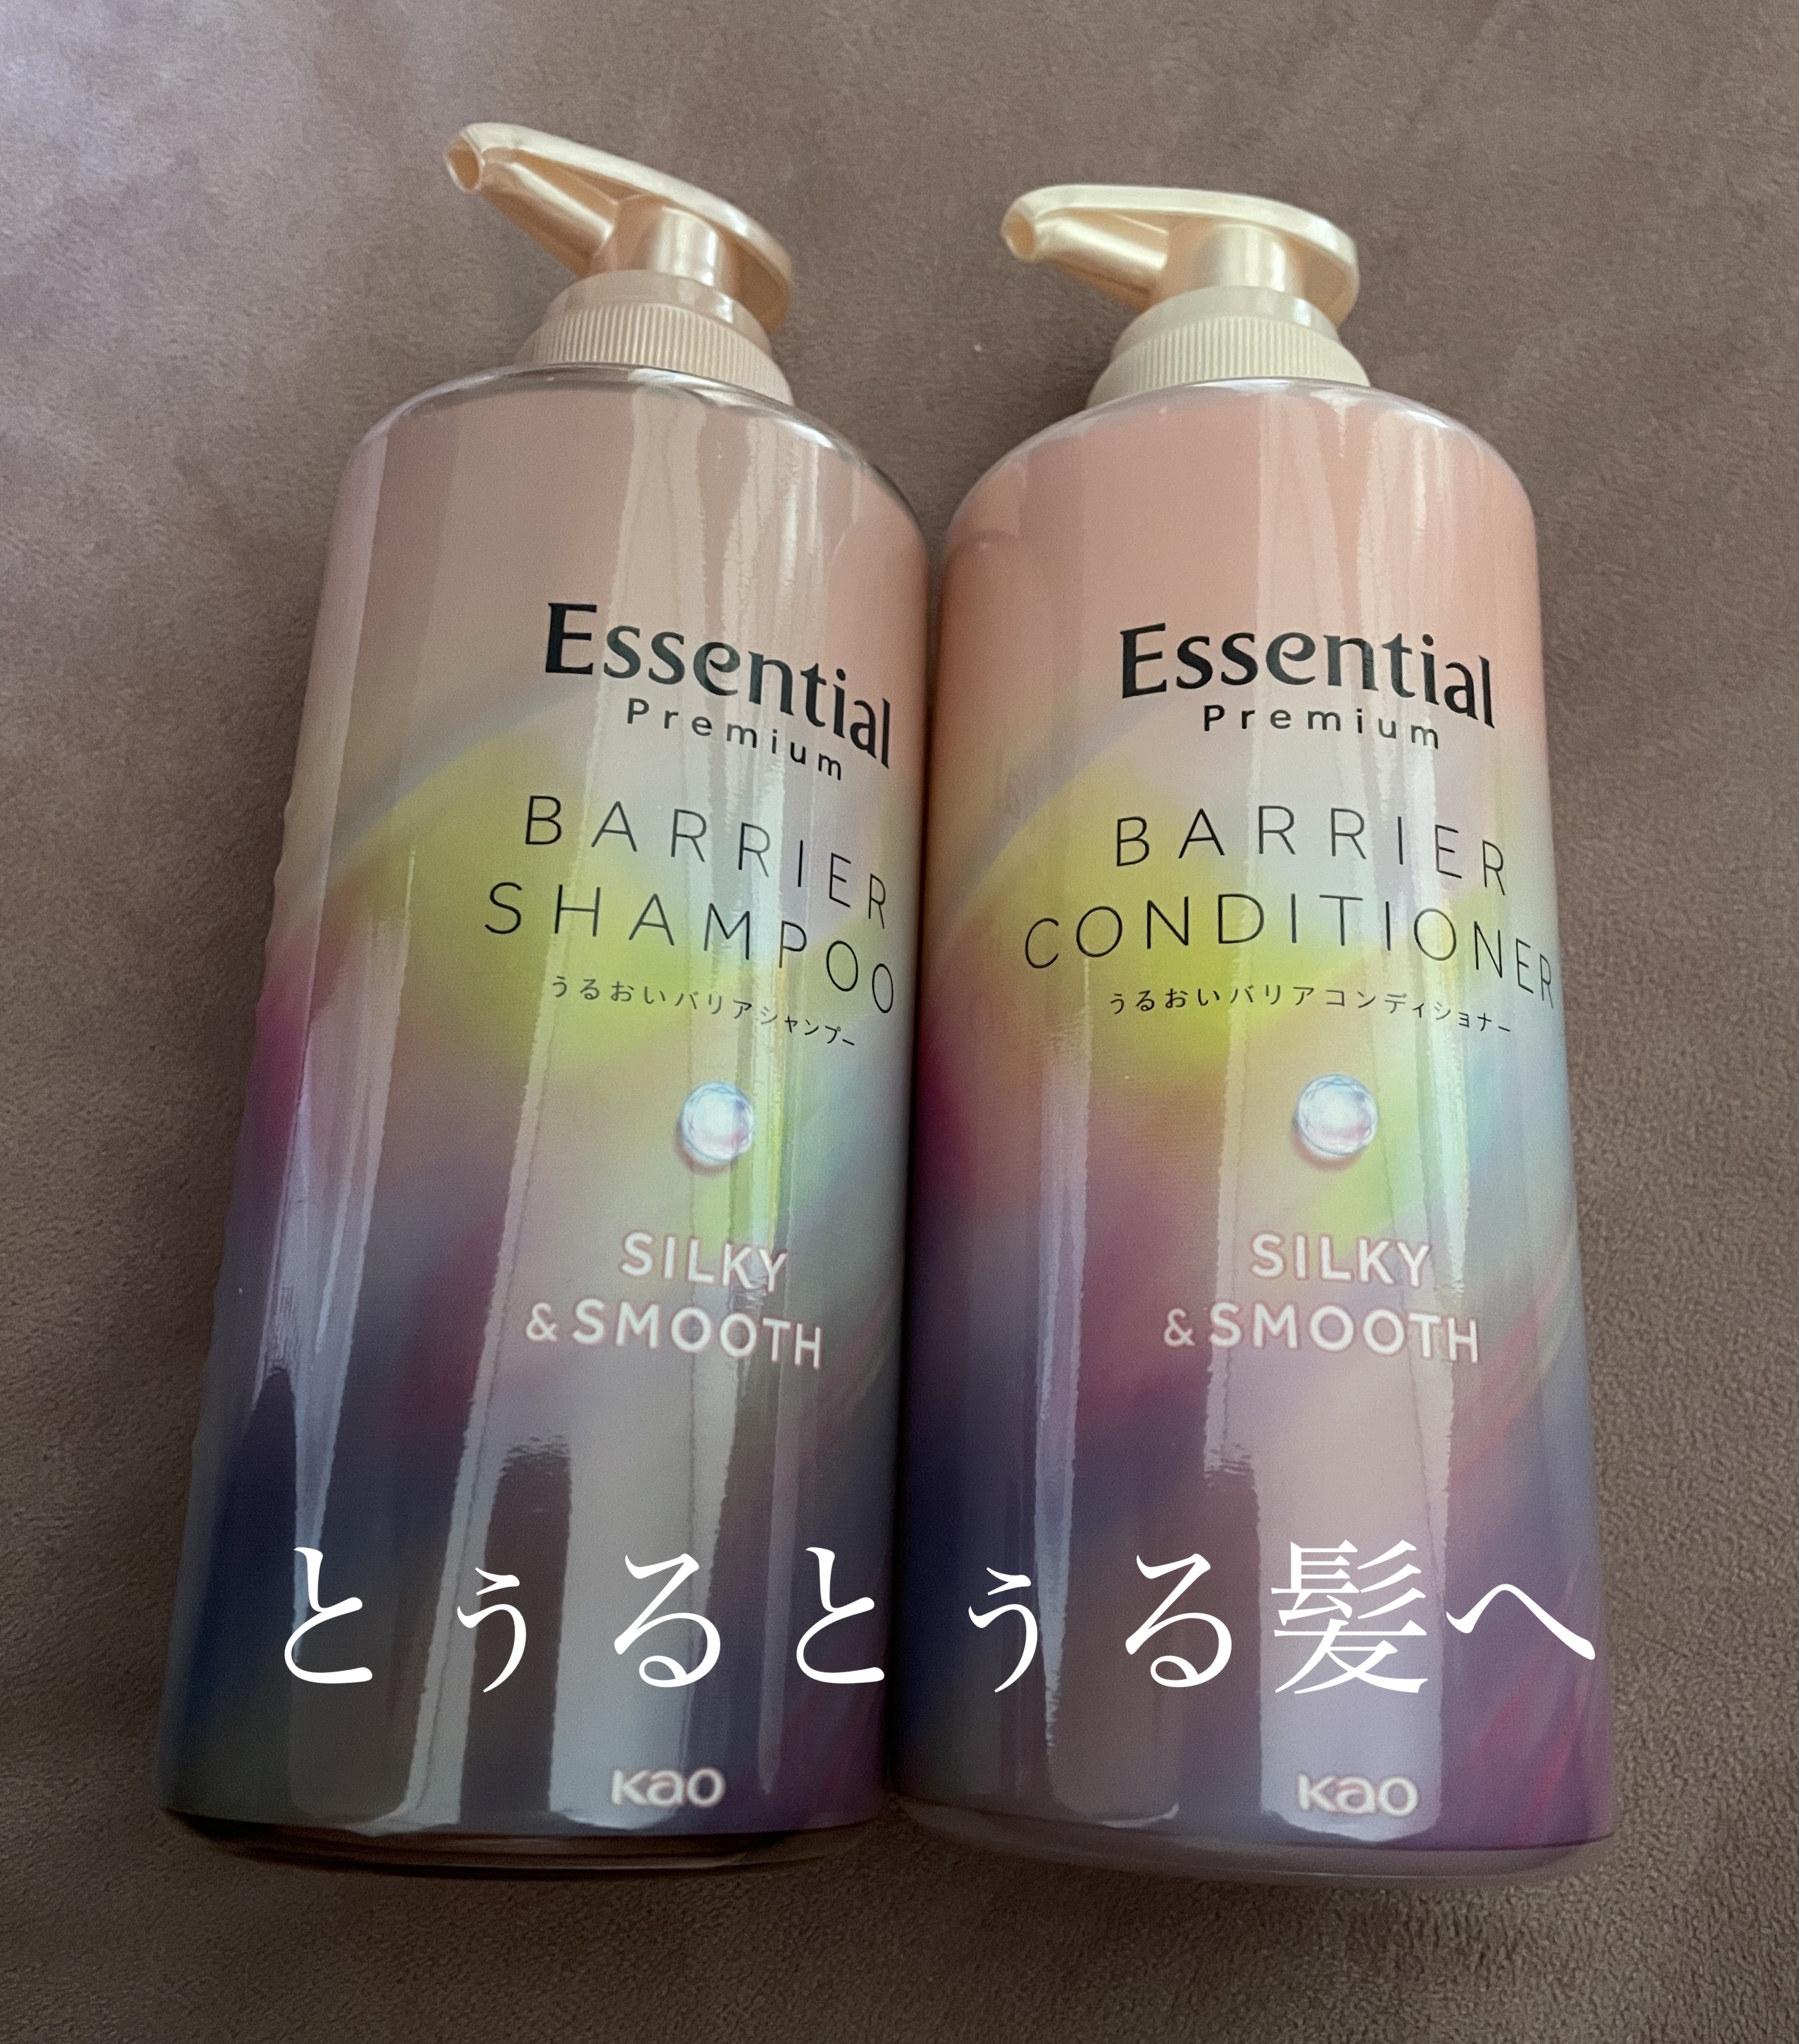 Essential
Premium
BARRIER
SHAMPOO
うるおいバリアシャンプー
SILKY
&SMOOTH
Kao
Essential
Premium
BARRIER
CONDITIONER
うるおいバリアコンディショナー
SILKY
&SMOOTH
Kao
とぅるとぅる髪へ